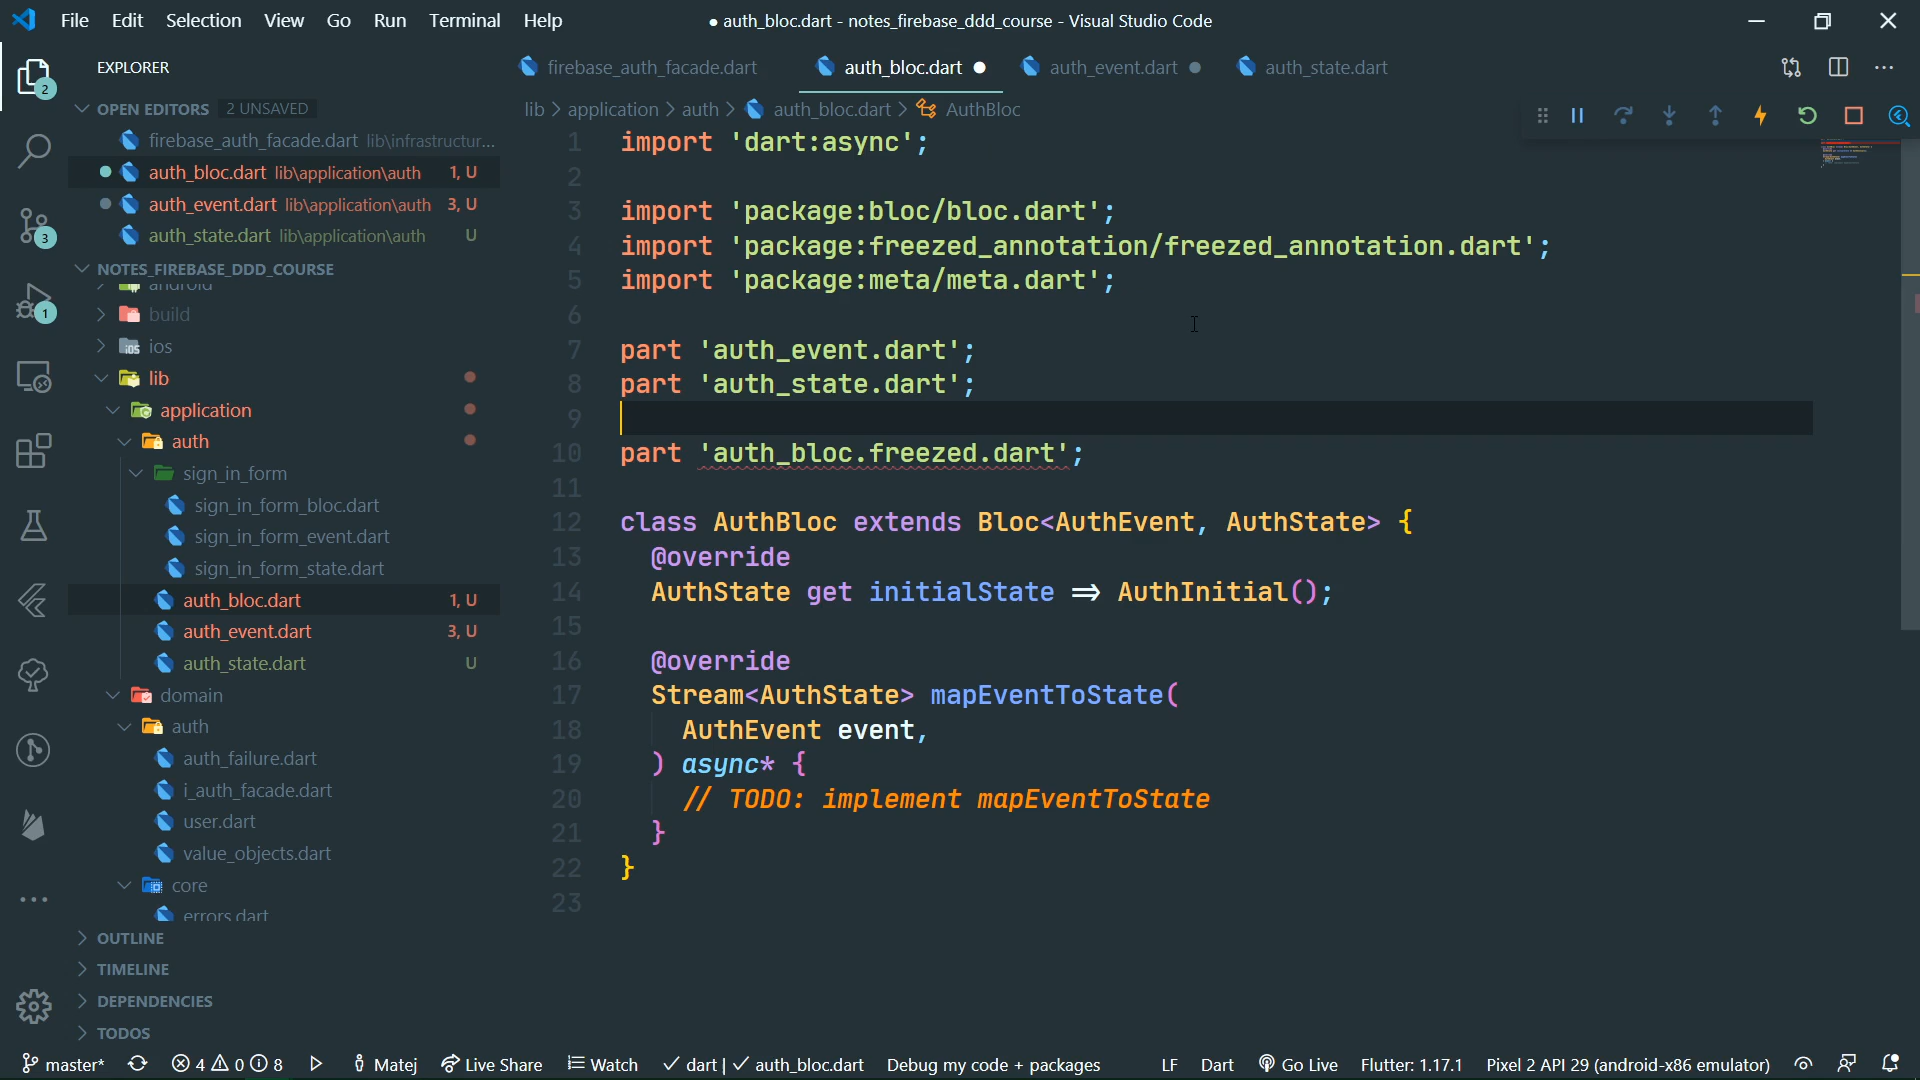 File Edit Selection View Go Run Terminal Help
● auth_bloc.dart - notes_firebase_ddd_course - Visual Studio Code
EXPLORER
firebase_auth_facade.dart auth_bloc.dart auth_event.dart auth_state.dart
OPEN EDITORS 2 UNSAVED
lib > application > auth > auth_bloc.dart > AuthBloc
firebase_auth_facade.dart lib\infrastructur...
auth_bloc.dart lib\application\auth 1, U
auth_event.dart lib\application\auth 3, U
auth_state.dart lib\application\auth U
NOTES_FIREBASE_DDD_COURSE
android
build
ios
lib
application
auth
sign_in_form
sign_in_form_bloc.dart
sign_in_form_event.dart
sign_in_form_state.dart
auth_bloc.dart 1, U
auth_event.dart 3, U
auth_state.dart U
domain
auth
auth_failure.dart
i_auth_facade.dart
user.dart
value_objects.dart
core
errors.dart
OUTLINE
TIMELINE
DEPENDENCIES
TODOS
2
3
1
1 import 'dart:async';
2
3 import 'package:bloc/bloc.dart';
4 import 'package:freezed_annotation/freezed_annotation.dart';
5 import 'package:meta/meta.dart';
6
7 part 'auth_event.dart';
8 part 'auth_state.dart';
9
10 part 'auth_bloc.freezed.dart';
11
12 class AuthBloc extends Bloc<AuthEvent, AuthState> {
13 @override
14 AuthState get initialState => AuthInitial();
15
16 @override
17 Stream<AuthState> mapEventToState(
18 AuthEvent event,
19 ) async* {
20 // TODO: implement mapEventToState
21 }
22 }
23
master* 4 0 8 Matej Live Share Watch dart | auth_bloc.dart Debug my code + packages LF Dart Go Live Flutter: 1.17.1 Pixel 2 API 29 (android-x86 emulator)